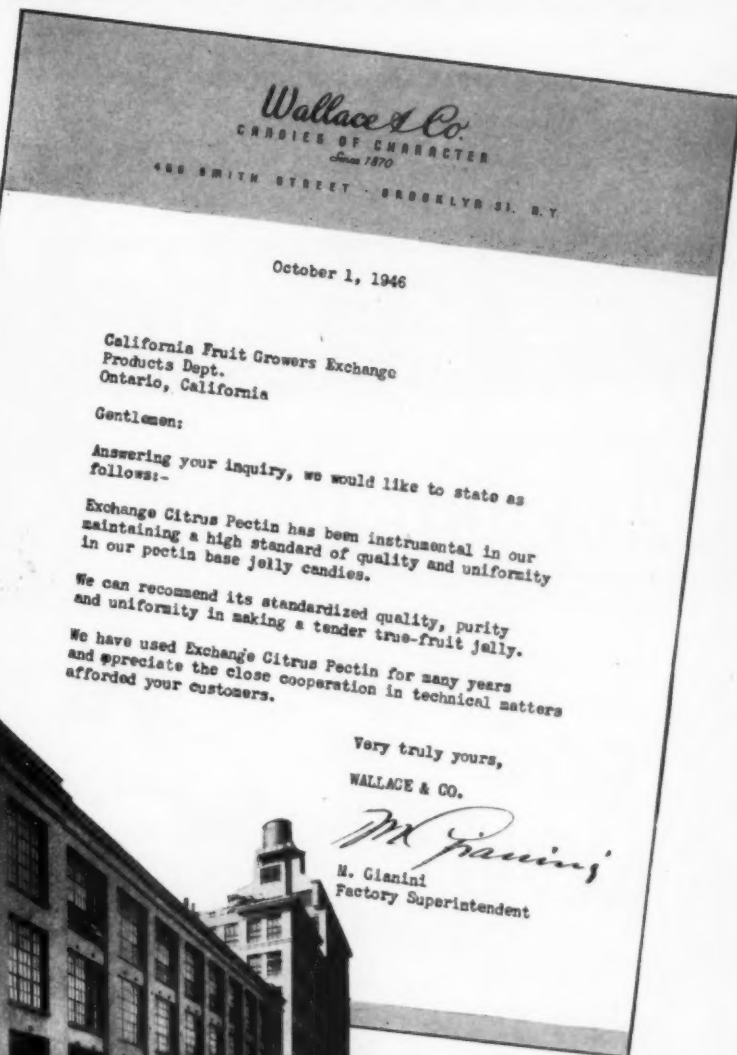 Wallace & Co.
CANDIES OF CHARACTER
Since 1870
466 SMITH STREET - BROOKLYN 31, N.Y.
October 1, 1946
California Fruit Growers Exchange
Products Dept.
Ontario, California
Gentlemen:
Answering your inquiry, we would like to state as
follows:-
Exchange Citrus Pectin has been instrumental in our
maintaining a high standard of quality and uniformity
in our pectin base jelly candies.
We can recommend its standardized quality, purity
and uniformity in making a tender true-fruit jelly.
We have used Exchange Citrus Pectin for many years
and appreciate the close cooperation in technical matters
afforded your customers.
Very truly yours,
WALLACE & CO.
M Gianini
M. Gianini
Factory Superintendent